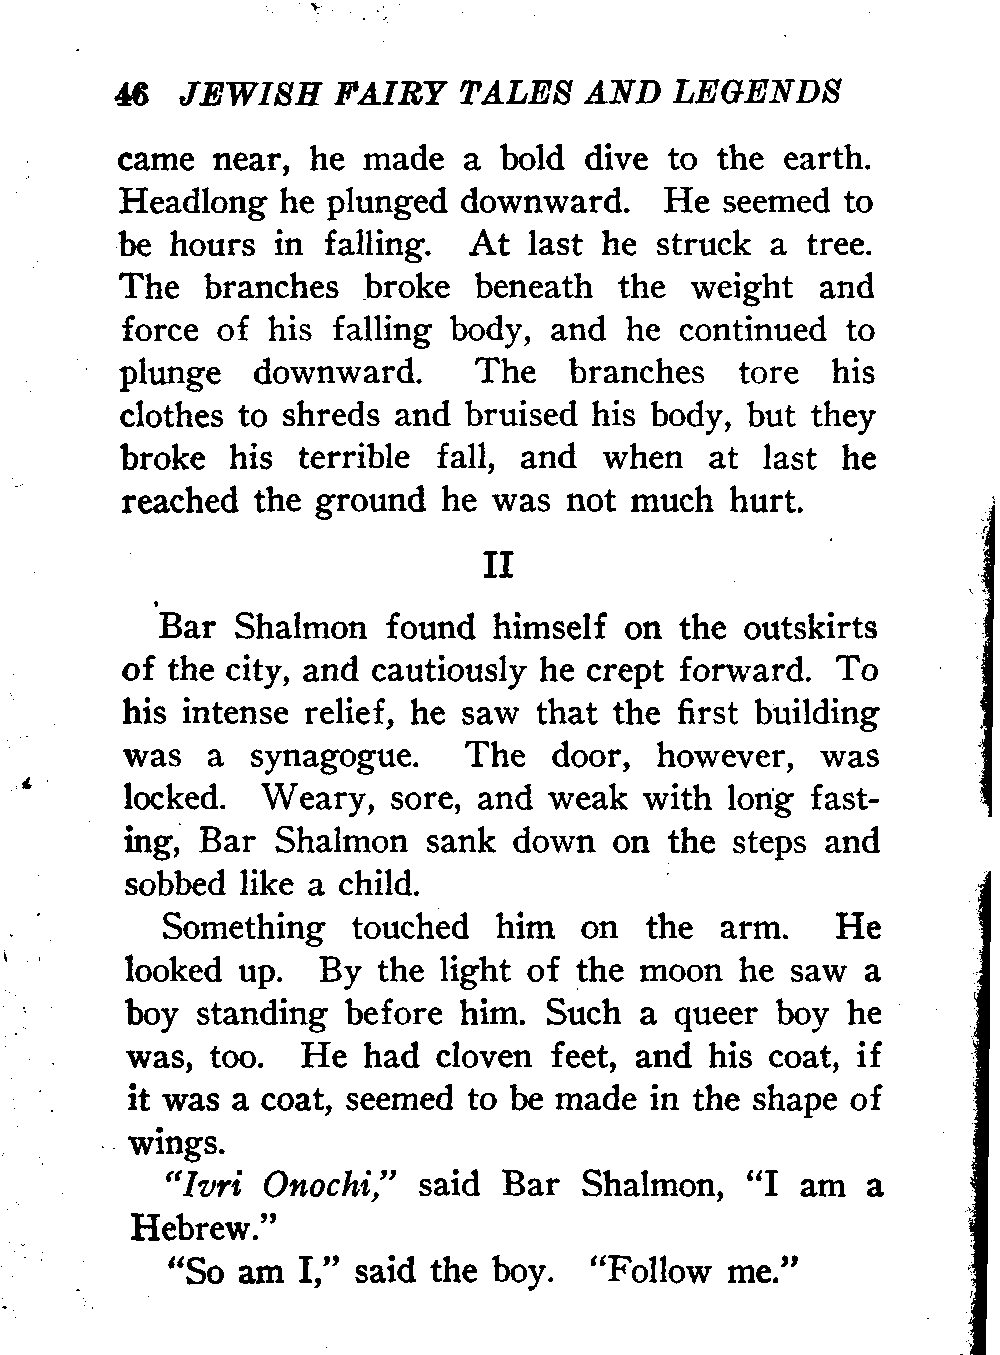 46 JEWISH FAIRY TALES AND LEGENDS
came near, he made a bold dive to the earth.
Headlong he plunged downward. He seemed to
be hours in falling. At last he struck a tree.
The branches broke beneath the weight and
force of his falling body, and he continued to
plunge downward. The branches tore his
clothes to shreds and bruised his body, but they
broke his terrible fall, and when at last he
reached the ground he was not much hurt.
II
Bar Shalmon found himself on the outskirts
of the city, and cautiously he crept forward. To
his intense relief, he saw that the first building
was a synagogue. The door, however, was
locked. Weary, sore, and weak with long fast-
ing, Bar Shalmon sank down on the steps and
sobbed like a child.
Something touched him on the arm. He
looked up. By the light of the moon he saw a
boy standing before him. Such a queer boy he
was, too. He had cloven feet, and his coat, if
it was a coat, seemed to be made in the shape of
wings.
"Ivri Onochi," said Bar Shalmon, "I am a
Hebrew."
"So am I," said the boy. "Follow me."